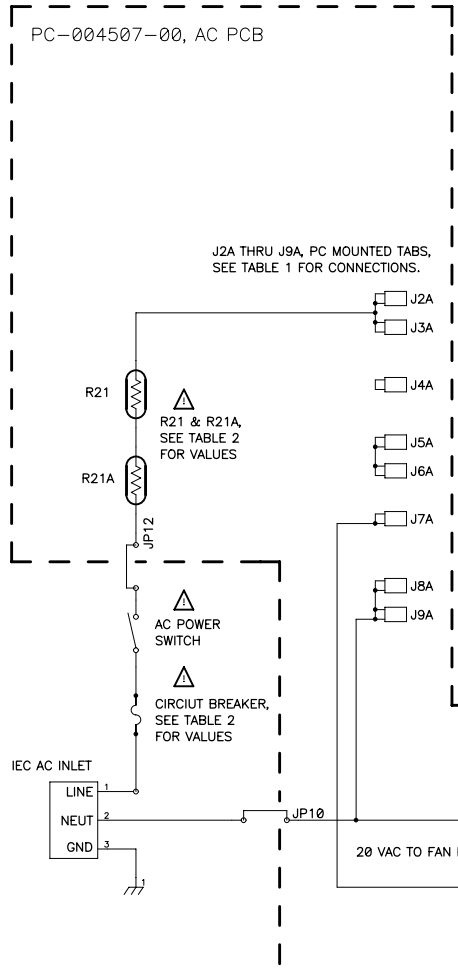 PC-004507-00, AC PCB
J2A THRU J9A, PC MOUNTED TABS,
SEE TABLE 1 FOR CONNECTIONS.
J2A
J3A
R21
J4A
!
R21 & R21A,
SEE TABLE 2
FOR VALUES
J5A
J6A
R21A
JP12
J7A
J8A
J9A
!
AC POWER
SWITCH
!
CIRCIUT BREAKER,
SEE TABLE 2
FOR VALUES
IEC AC INLET
LINE 1
NEUT 2
GND 3
JP10
20 VAC TO FAN
1